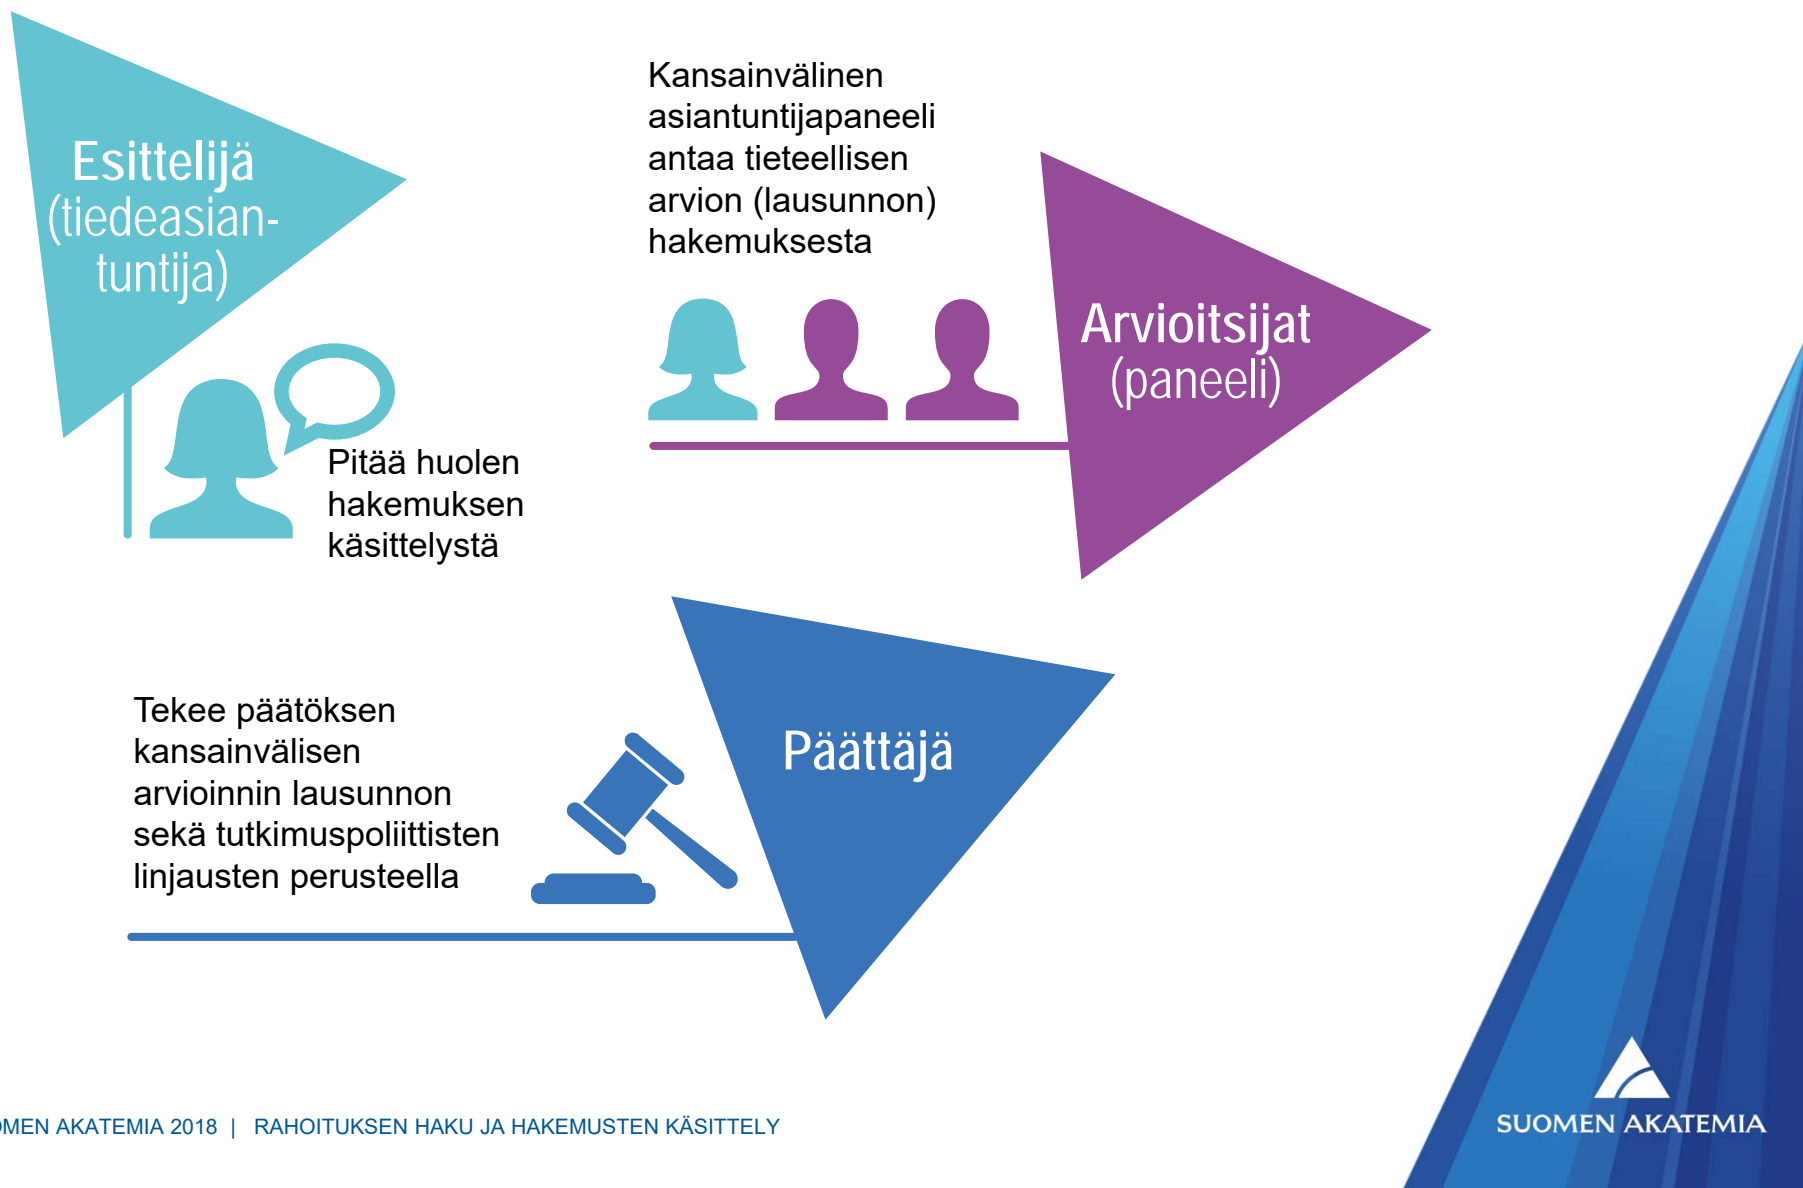 Esittelijä
(tiedeasian-
tuntija)
Pitää huolen
hakemuksen
käsittelystä
Kansainvälinen
asiantuntijapaneeli
antaa tieteellisen
arvion (lausunnon)
hakemuksesta
Arvioitsijat
(paneeli)
Tekee päätöksen
kansainvälisen
arvioinnin lausunnon
sekä tutkimuspoliittisten
linjausten perusteella
Päättäjä
OMEN AKATEMIA 2018 | RAHOITUKSEN HAKU JA HAKEMUSTEN KÄSITTELY
SUOMEN AKATEMIA